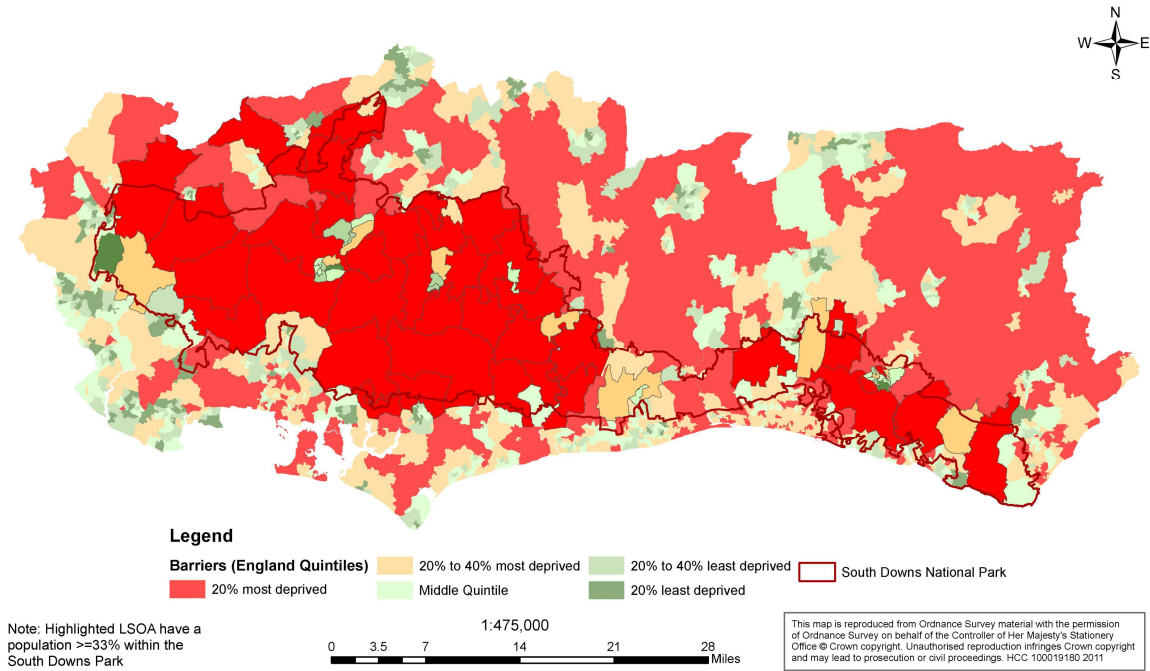 N
W E
S
Legend
Barriers (England Quintiles)
20% most deprived
20% to 40% most deprived
Middle Quintile
20% to 40% least deprived
20% least deprived
South Downs National Park
Note: Highlighted LSOA have a
population >=33% within the
South Downs Park
1:475,000
0 3.5 7 14 21 28
Miles
This map is reproduced from Ordnance Survey material with the permission
of Ordnance Survey on behalf of the Controller of Her Majesty's Stationery
Office © Crown copyright. Unauthorised reproduction infringes Crown copyright
and may lead to prosecution or civil proceedings. HCC 100019180 2011